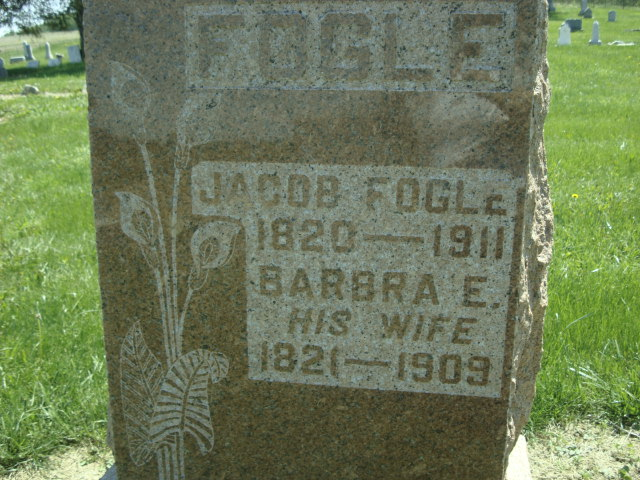 FOGLE
JACOB FOGLE
1820—1911
BARBRA E.
HIS WIFE
1821—1909